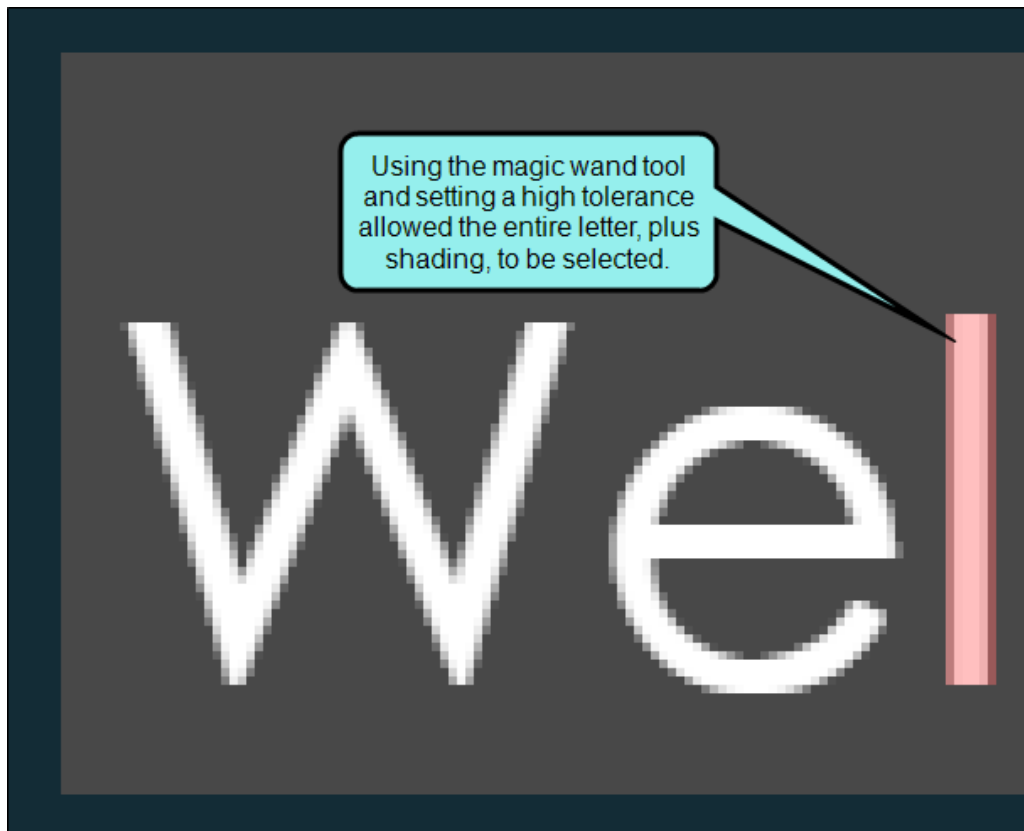 Using the magic wand tool
and setting a high tolerance
allowed the entire letter, plus
shading, to be selected.
Wel